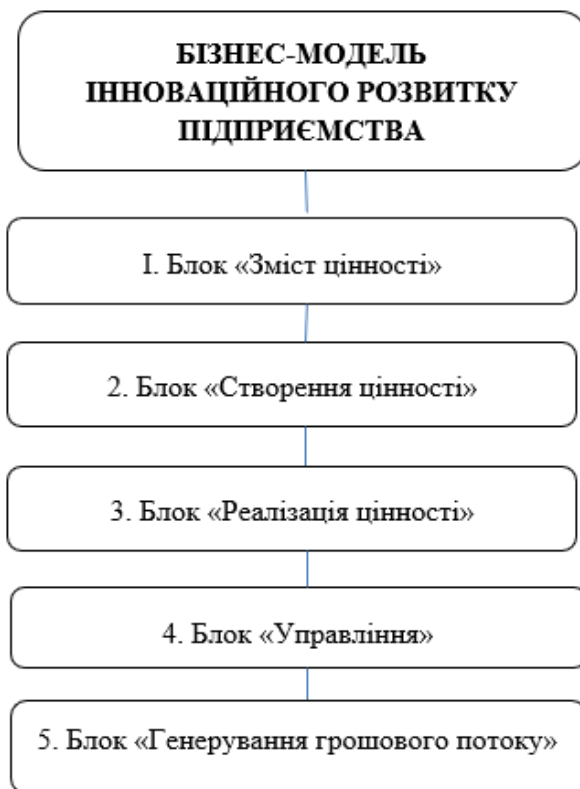 БІЗНЕС-МОДЕЛЬ
ІННОВАЦІЙНОГО РОЗВИТКУ
ПІДПРИЄМСТВА
І. Блок «Зміст цінності»
2. Блок «Створення цінності»
3. Блок «Реалізація цінності»
4. Блок «Управління»
5. Блок «Генерування грошового потоку»